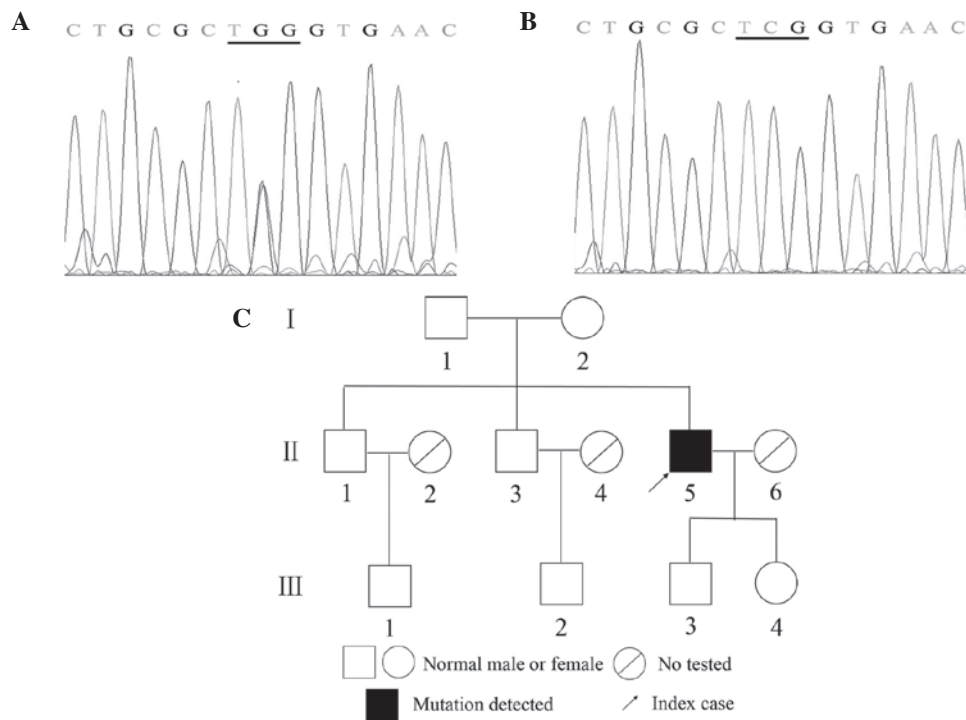 A
C T G C G C T G G G T G A A C
B
C T G C G C T C G G T G A A C
C
I
1 2
II
1 2 3 4 5 6
III
1 2 3 4
Normal male or female
No tested
Mutation detected
Index case